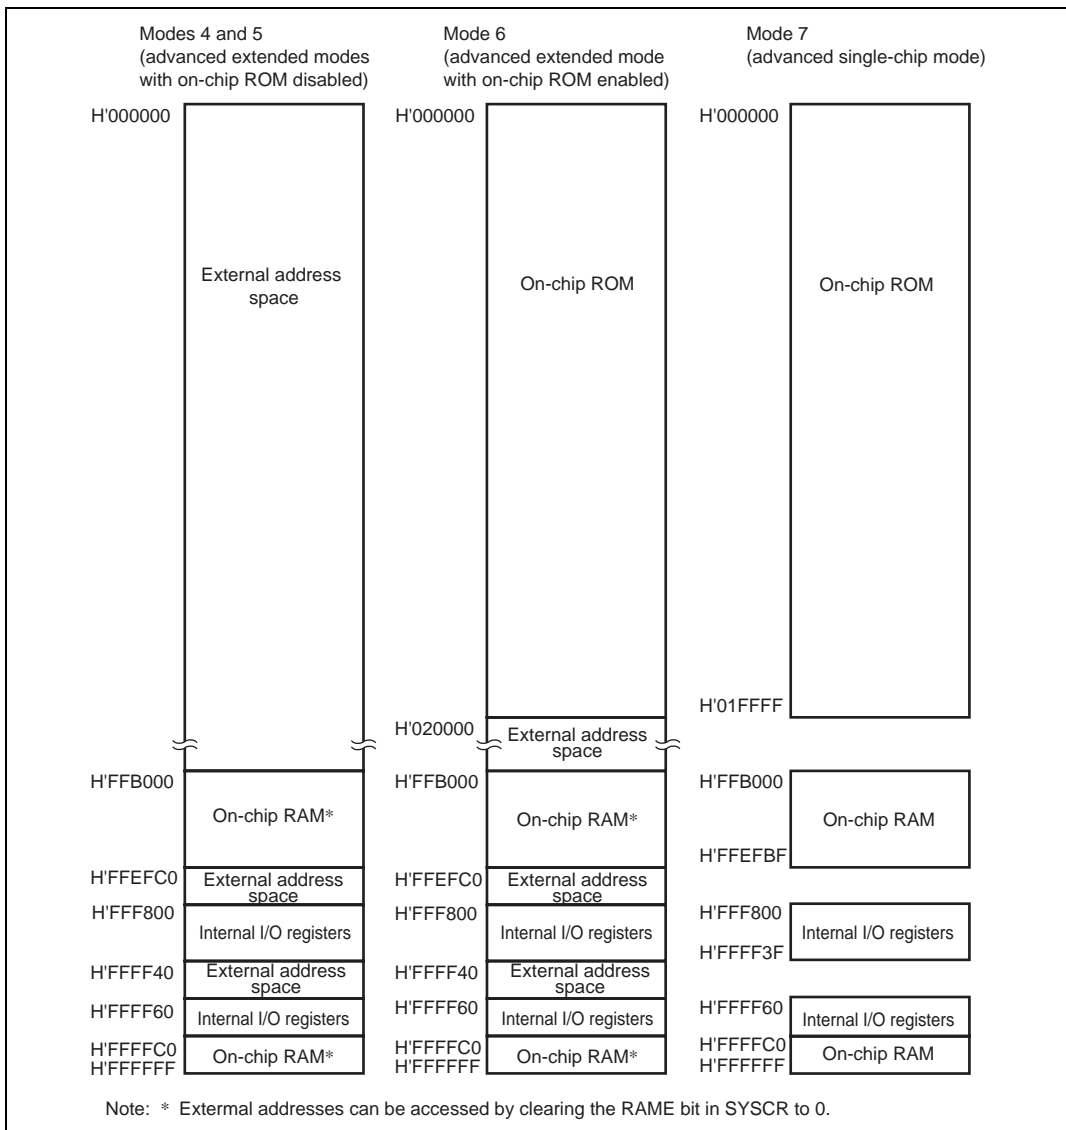 Modes 4 and 5
(advanced extended modes
with on-chip ROM disabled)
H'000000
External address
space
H'FFB000
On-chip RAM*
H'FFEFC0
External address
space
H'FFF800
Internal I/O registers
H'FFFF40
External address
space
H'FFFF60
Internal I/O registers
H'FFFFC0
On-chip RAM*
H'FFFFFF
Mode 6
(advanced extended mode
with on-chip ROM enabled)
H'000000
On-chip ROM
H'020000
External address
space
H'FFB000
On-chip RAM*
H'FFEFC0
External address
space
H'FFF800
Internal I/O registers
H'FFFF40
External address
space
H'FFFF60
Internal I/O registers
H'FFFFC0
On-chip RAM*
H'FFFFFF
Mode 7
(advanced single-chip mode)
H'000000
On-chip ROM
H'01FFFF
H'FFB000
On-chip RAM
H'FFEFBF
H'FFF800
Internal I/O registers
H'FFFF3F
H'FFFF60
Internal I/O registers
H'FFFFC0
On-chip RAM
H'FFFFFF
Note: * Extermal addresses can be accessed by clearing the RAME bit in SYSCR to 0.